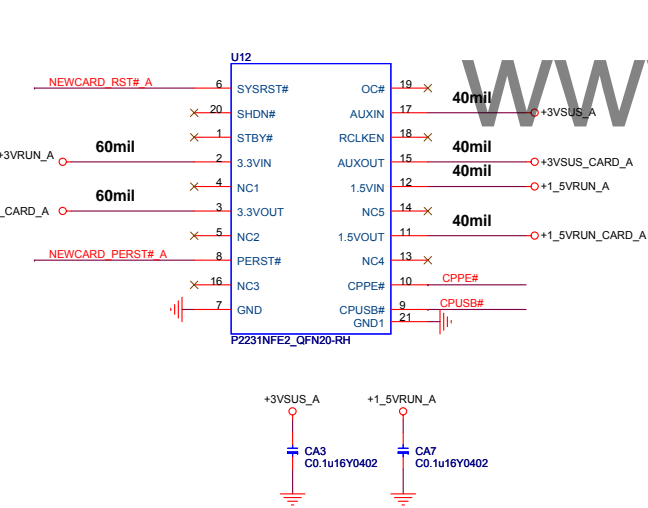 WWW
U12
NEWCARD_RST#_A
6 SYSRST#
OC# 19
20 SHDN#
AUXIN 17 40mil +3VSUS_A
1 STBY#
RCLKEN 18
+3VRUN_A 60mil 2 3.3VIN
AUXOUT 15 40mil +3VSUS_CARD_A
4 NC1
1.5VIN 12 40mil +1_5VRUN_A
_CARD_A 60mil 3 3.3VOUT
NC5 14
5 NC2
1.5VOUT 11 40mil +1_5VRUN_CARD_A
NEWCARD_PERST#_A 8 PERST#
NC4 13
16 NC3
CPPE# 10 CPPE#
7 GND
CPUSB# 9 CPUSB#
GND1 21
P2231NFE2_QFN20-RH
+3VSUS_A
+1_5VRUN_A
CA3
C0.1u16Y0402
CA7
C0.1u16Y0402